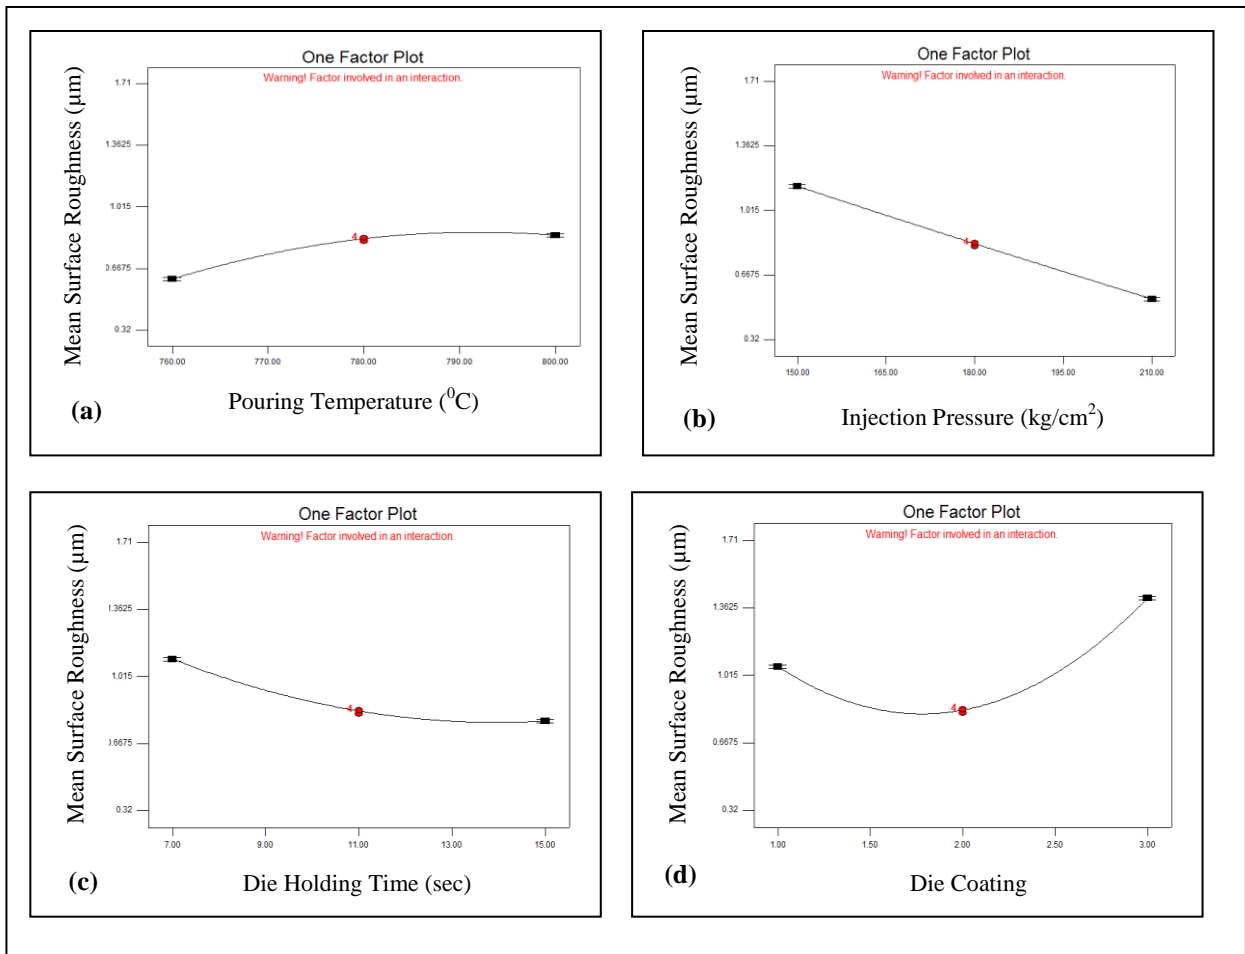 One Factor Plot
Warning! Factor involved in an interaction.
Mean Surface Roughness (µm)
1.71
1.3625
1.015
0.6675
0.32
4
760.00 770.00 780.00 790.00 800.00
(a) Pouring Temperature (⁰C)
One Factor Plot
Warning! Factor involved in an interaction.
Mean Surface Roughness (µm)
1.71
1.3625
1.015
0.6675
0.32
4
150.00 165.00 180.00 195.00 210.00
(b) Injection Pressure (kg/cm²)
One Factor Plot
Warning! Factor involved in an interaction.
Mean Surface Roughness (µm)
1.71
1.3625
1.015
0.6675
0.32
4
7.00 9.00 11.00 13.00 15.00
(c) Die Holding Time (sec)
One Factor Plot
Warning! Factor involved in an interaction.
Mean Surface Roughness (µm)
1.71
1.3625
1.015
0.6675
0.32
4
1.00 1.50 2.00 2.50 3.00
(d) Die Coating